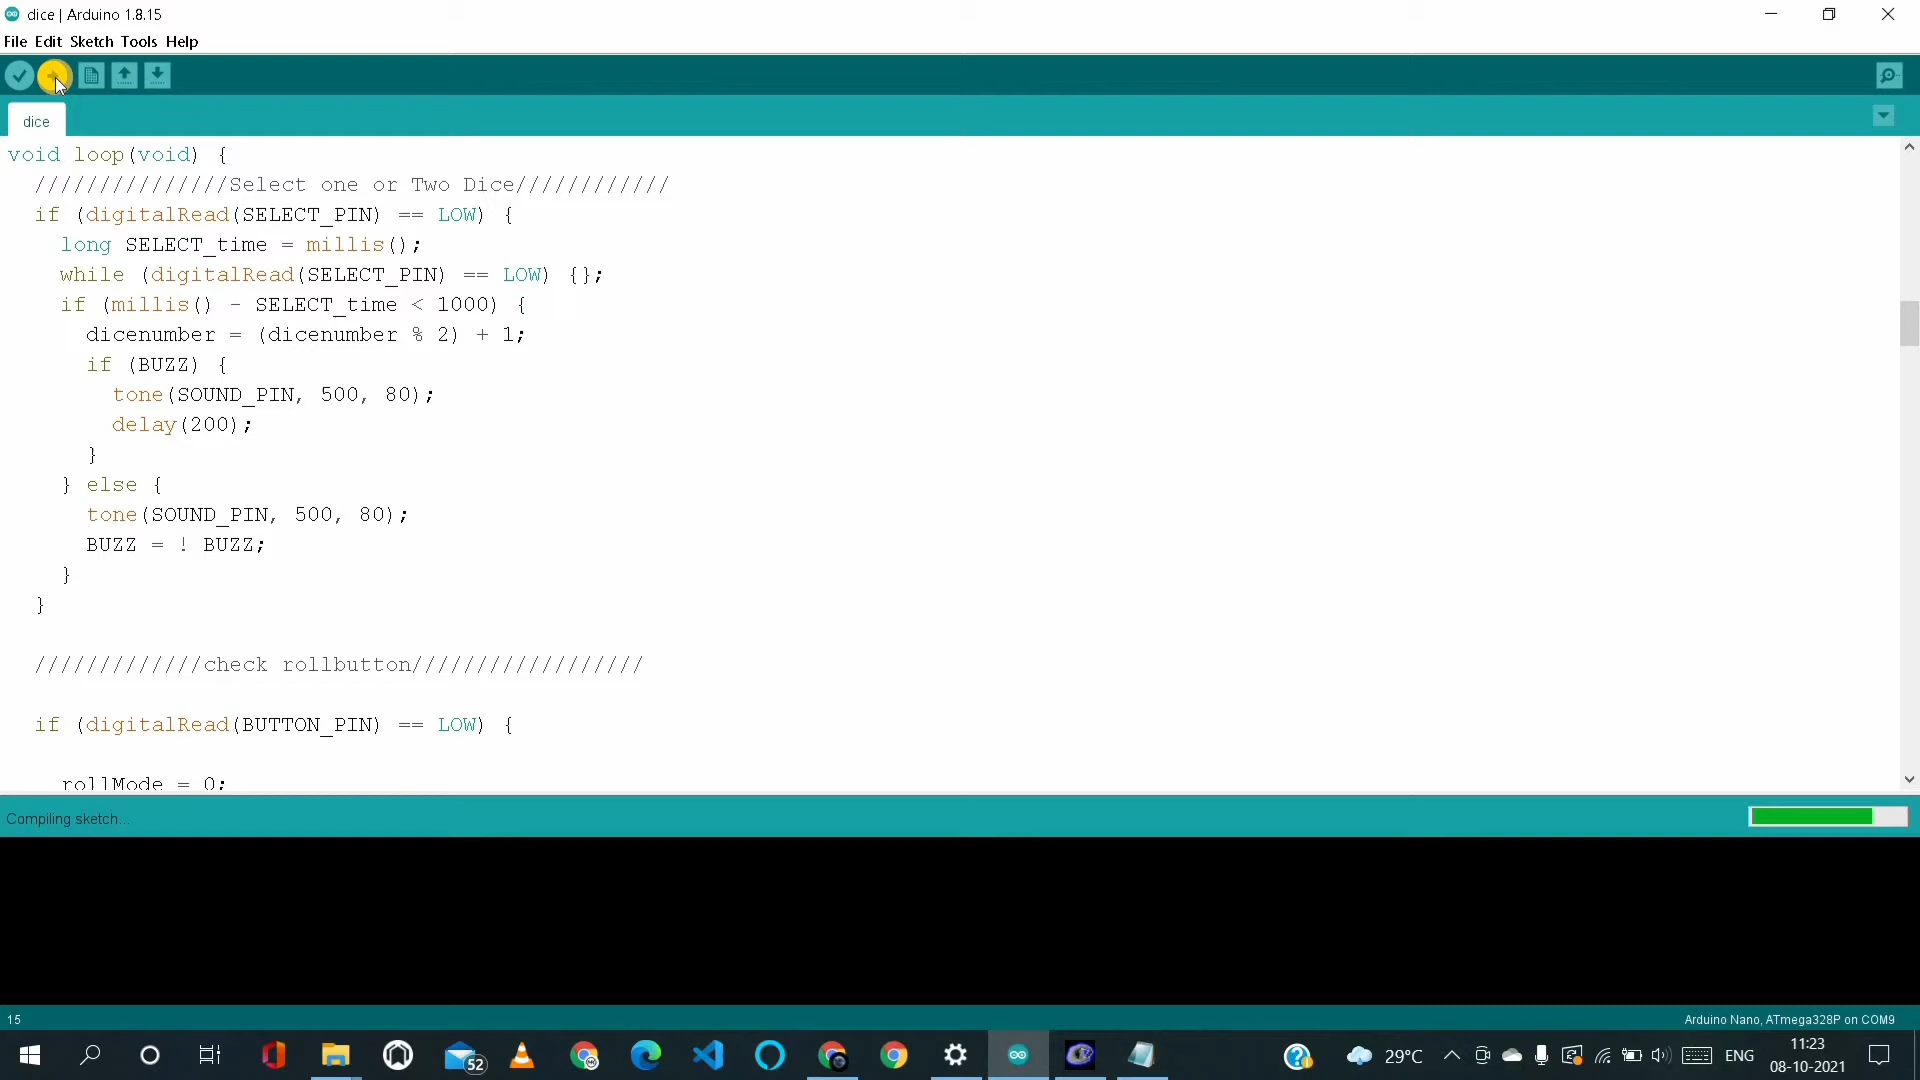 dice | Arduino 1.8.15
File Edit Sketch Tools Help
dice
void loop(void) {
///////////////Select one or Two Dice////////////
if (digitalRead(SELECT_PIN) == LOW) {
long SELECT_time = millis();
while (digitalRead(SELECT_PIN) == LOW) {};
if (millis() - SELECT_time < 1000) {
dicenumber = (dicenumber % 2) + 1;
if (BUZZ) {
tone(SOUND_PIN, 500, 80);
delay(200);
}
} else {
tone(SOUND_PIN, 500, 80);
BUZZ = ! BUZZ;
}
}
/////////////check rollbutton//////////////////
if (digitalRead(BUTTON_PIN) == LOW) {
rollMode = 0;
Compiling sketch...
15
Arduino Nano, ATmega328P on COM9
52
29°C
ENG
11:23
08-10-2021